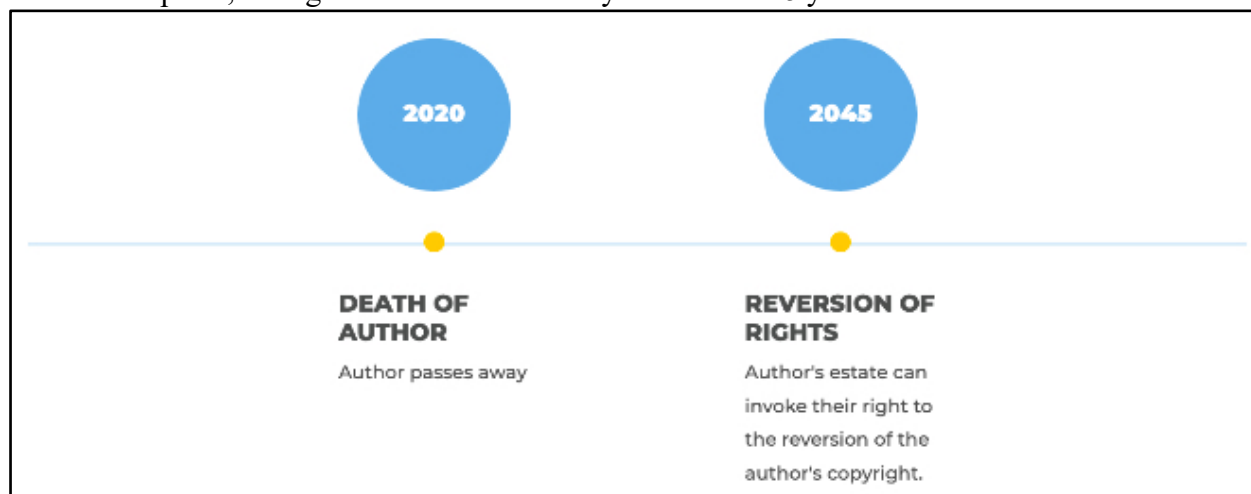 2020
2045
DEATH OF
AUTHOR
Author passes away
REVERSION OF
RIGHTS
Author's estate can
invoke their right to
the reversion of the
author's copyright.